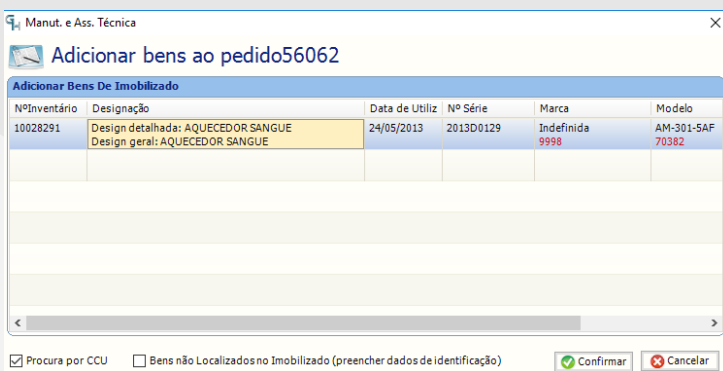 Manut. e Ass. Técnica
Adicionar bens ao pedido56062
Adicionar Bens De Imobilizado
NºInventário Designação Data de Utiliz Nº Série Marca Modelo
10028291 Design detalhada: AQUECEDOR SANGUE 24/05/2013 2013D0129 Indefinida AM-301-5AF
Design geral: AQUECEDOR SANGUE 9998 70382
Procura por CCU Bens não Localizados no Imobilizado (preencher dados de identificação) Confirmar Cancelar